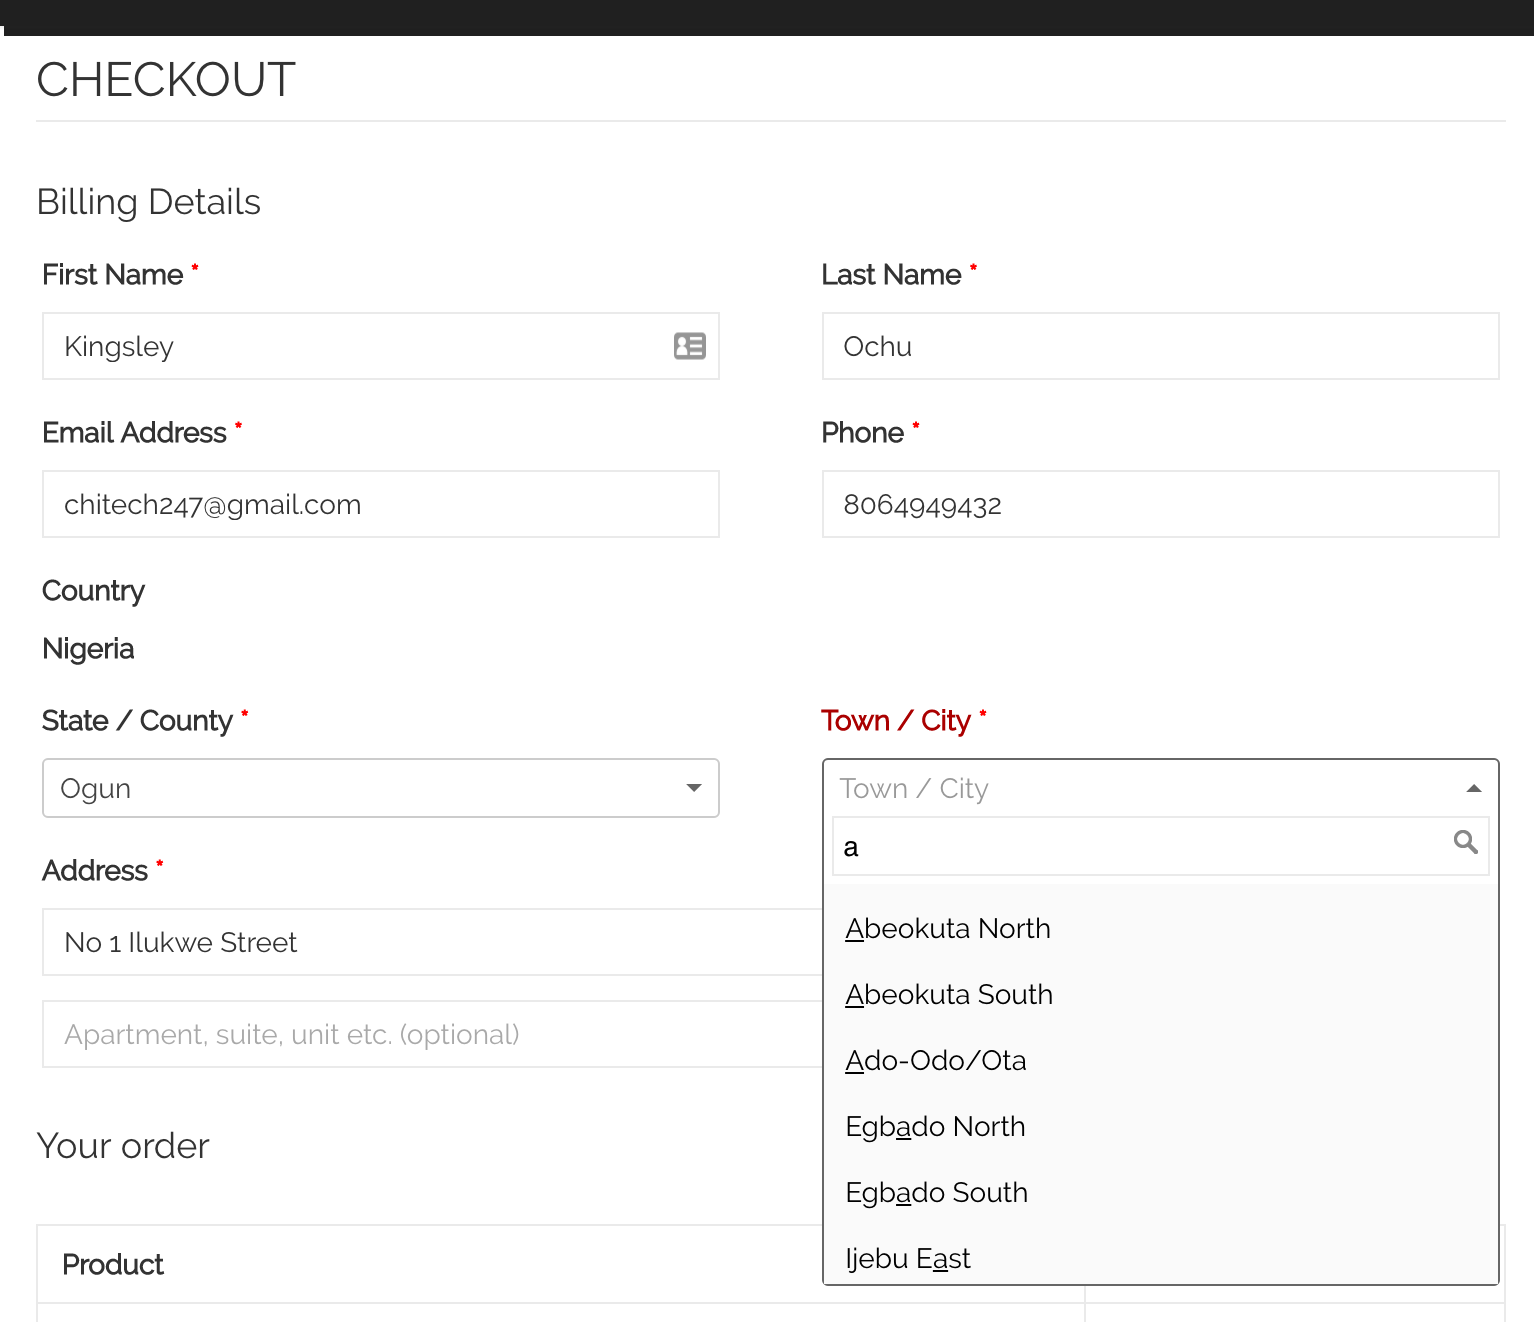 CHECKOUT
Billing Details
First Name *
Last Name *
Kingsley
Ochu
Email Address *
Phone *
chitech247@gmail.com
8064949432
Country
Nigeria
State / County *
Town / City *
Ogun
Town / City
a
Address *
No 1 Ilukwe Street
Apartment, suite, unit etc. (optional)
Abeokuta North
Abeokuta South
Ado-Odo/Ota
Egbado North
Egbado South
Ijebu East
Your order
Product